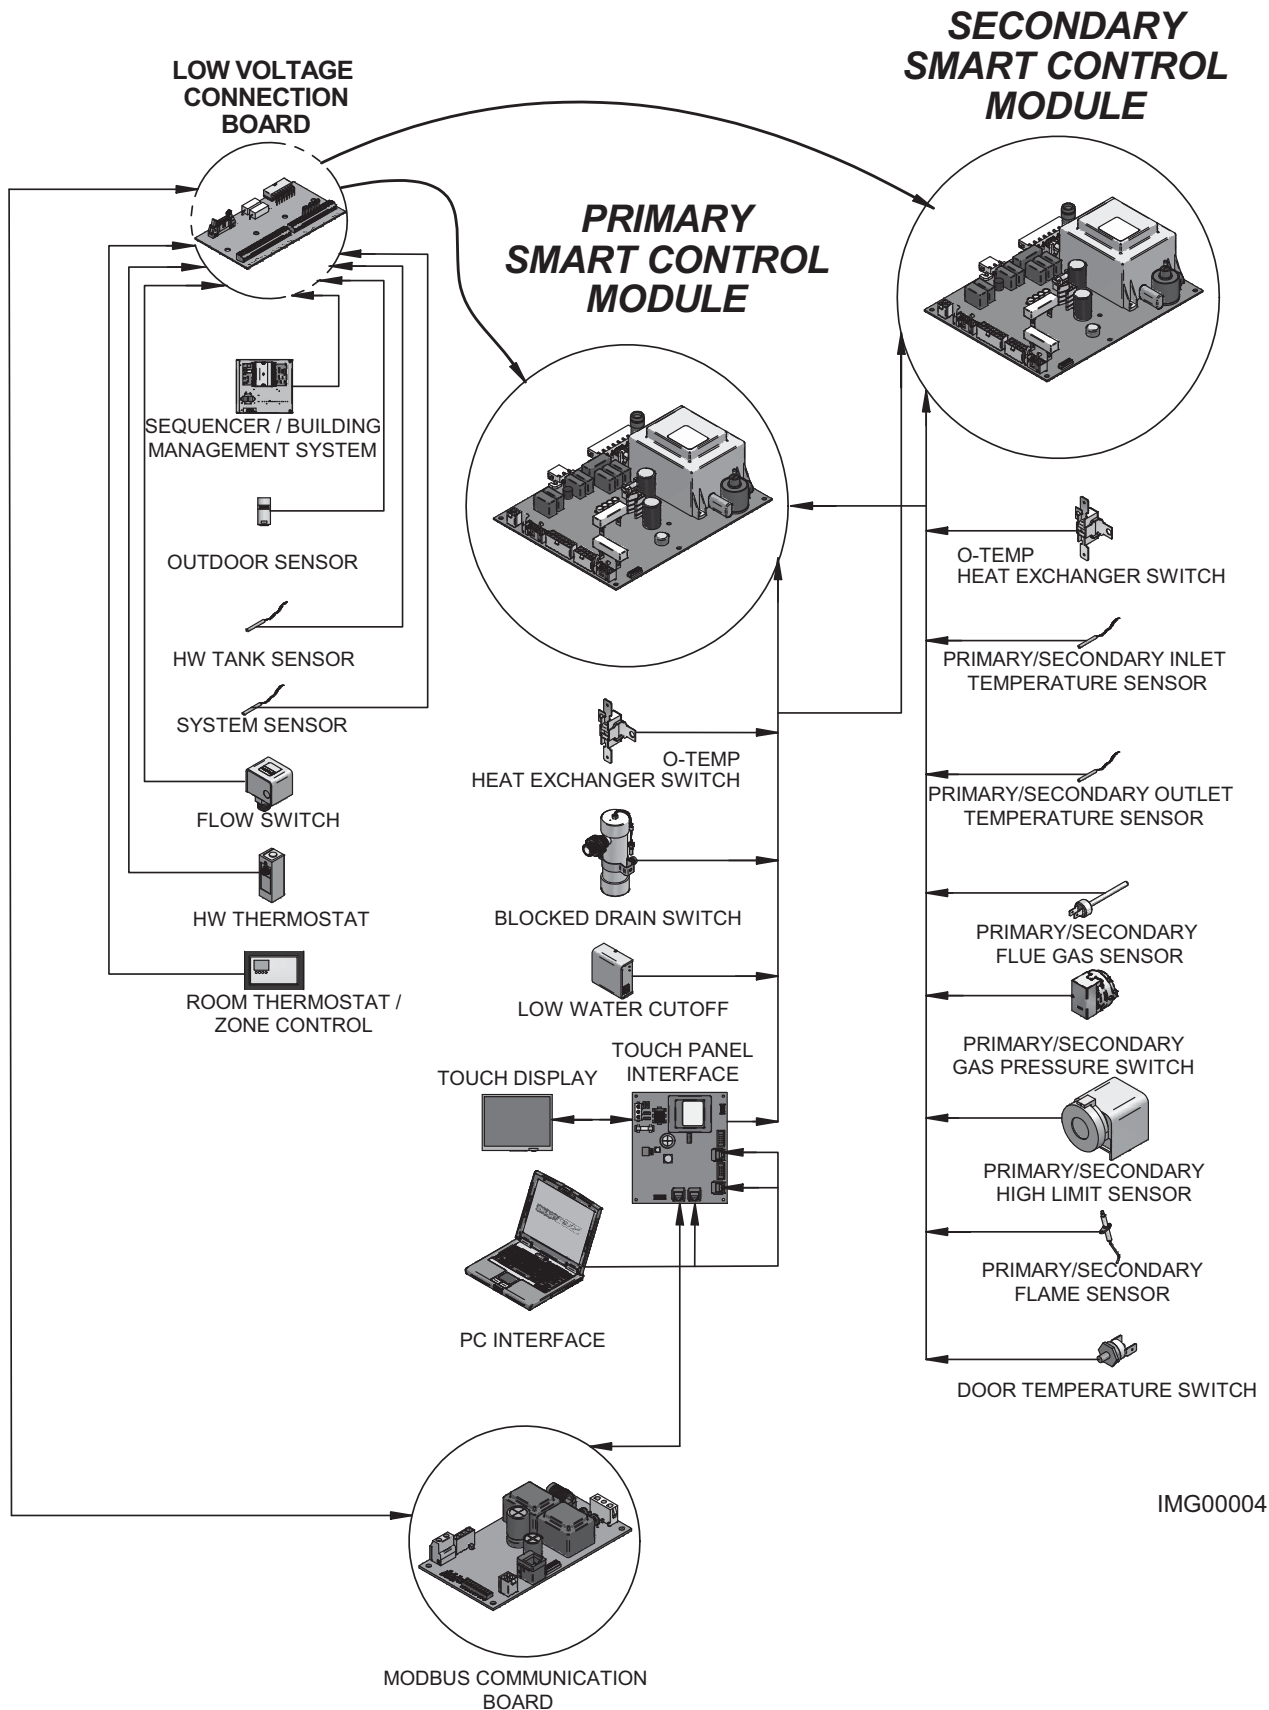 SECONDARY
SMART CONTROL
MODULE
LOW VOLTAGE
CONNECTION
BOARD
PRIMARY
SMART CONTROL
MODULE
SEQUENCER / BUILDING
MANAGEMENT SYSTEM
OUTDOOR SENSOR
HW TANK SENSOR
SYSTEM SENSOR
FLOW SWITCH
HW THERMOSTAT
ROOM THERMOSTAT /
ZONE CONTROL
O-TEMP
HEAT EXCHANGER SWITCH
BLOCKED DRAIN SWITCH
LOW WATER CUTOFF
TOUCH PANEL
INTERFACE
TOUCH DISPLAY
PC INTERFACE
O-TEMP
HEAT EXCHANGER SWITCH
PRIMARY/SECONDARY INLET
TEMPERATURE SENSOR
PRIMARY/SECONDARY OUTLET
TEMPERATURE SENSOR
PRIMARY/SECONDARY
FLUE GAS SENSOR
PRIMARY/SECONDARY
GAS PRESSURE SWITCH
PRIMARY/SECONDARY
HIGH LIMIT SENSOR
PRIMARY/SECONDARY
FLAME SENSOR
DOOR TEMPERATURE SWITCH
IMG00004
MODBUS COMMUNICATION
BOARD